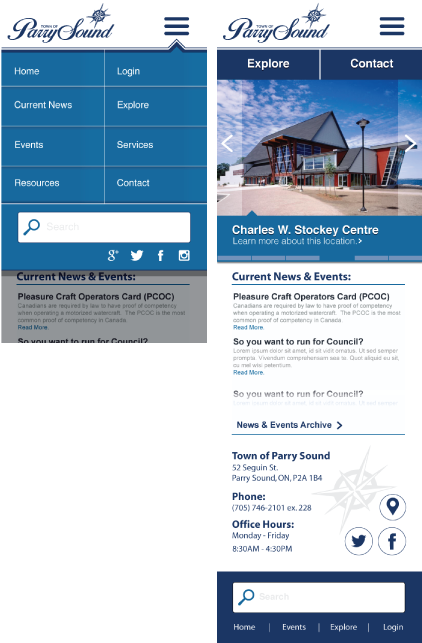 TOWN OF
Parry Sound
Home
Login
Current News
Explore
Events
Services
Resources
Contact
Search
g+
Current News & Events:
Pleasure Craft Operators Card (PCOC)
Canadians are required by law to have proof of competency
when operating a motorized watercraft. The PCOC is the most
common proof of competency in Canada.
Read More.
So you want to run for Council?
TOWN OF
Parry Sound
Explore
Contact
Charles W. Stockey Centre
Learn more about this location.>
Current News & Events:
Pleasure Craft Operators Card (PCOC)
Canadians are required by law to have proof of competency
when operating a motorized watercraft. The PCOC is the most
common proof of competency in Canada.
Read More.
So you want to run for Council?
Lorem ipsum dolor sit amet, id sit vidit ornatus. Ut sed semper
prompta. Vivendum comprehensam sea te. Quot aliquid eu sit,
cu mel wisi petentium.
Read More.
So you want to run for Council?
News & Events Archive >
Town of Parry Sound
52 Seguin St.
Parry Sound, ON, P2A 1B4
Phone:
(705) 746-2101 ex. 228
Office Hours:
Monday - Friday
8:30AM - 4:30PM
Search
Home | Events | Explore | Login